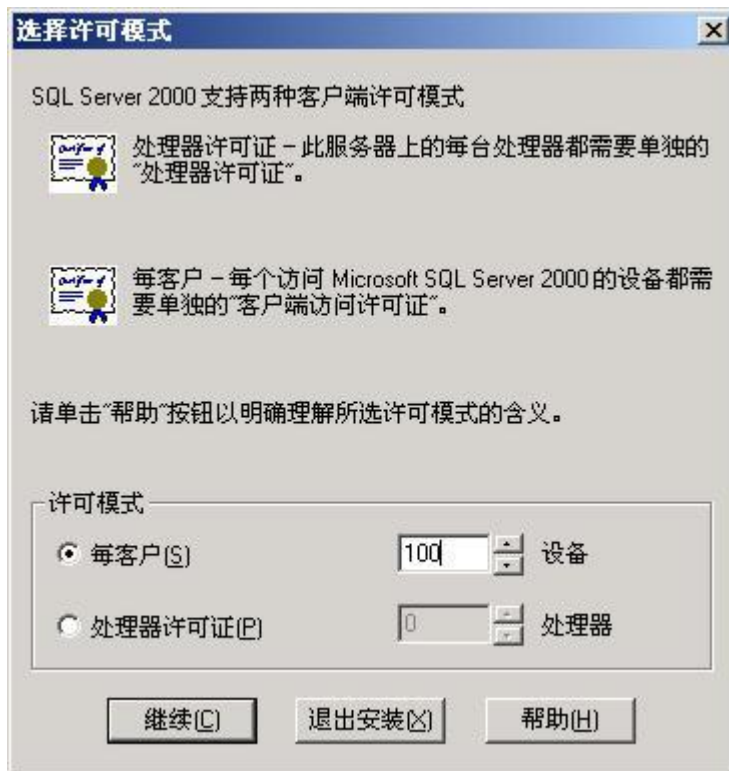 选择许可模式
SQL Server 2000 支持两种客户端许可模式
处理器许可证 - 此服务器上的每台处理器都需要单独的
"处理器许可证"。
每客户 - 每个访问 Microsoft SQL Server 2000 的设备都需
要单独的"客户端访问许可证"。
请单击"帮助"按钮以明确理解所选许可模式的含义。
许可模式
每客户(S) 100 设备
处理器许可证(P) 0 处理器
继续(C) 退出安装(X) 帮助(H)